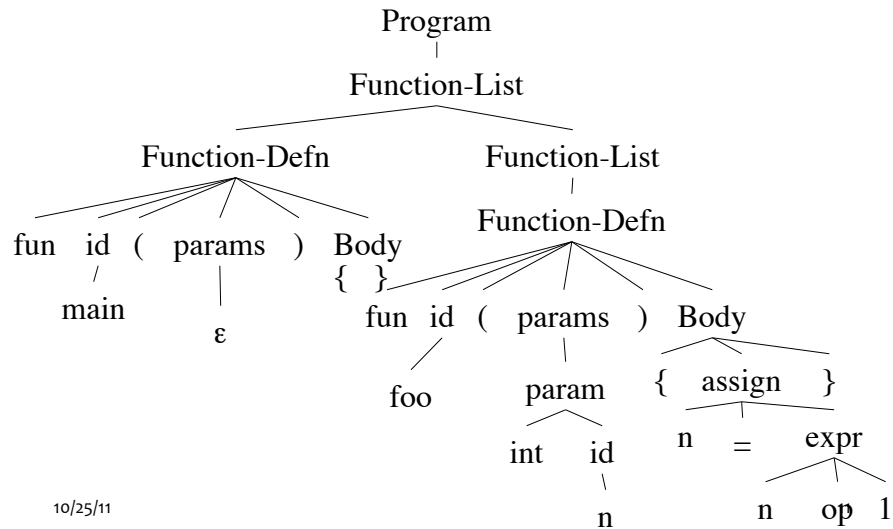 Program
Function-List
Function-Defn Function-List
Function-Defn
fun id ( params ) Body
{ }
main
ε
fun id ( params ) Body
foo
param
{ assign }
int id
n = expr
n
n op 1
10/25/11